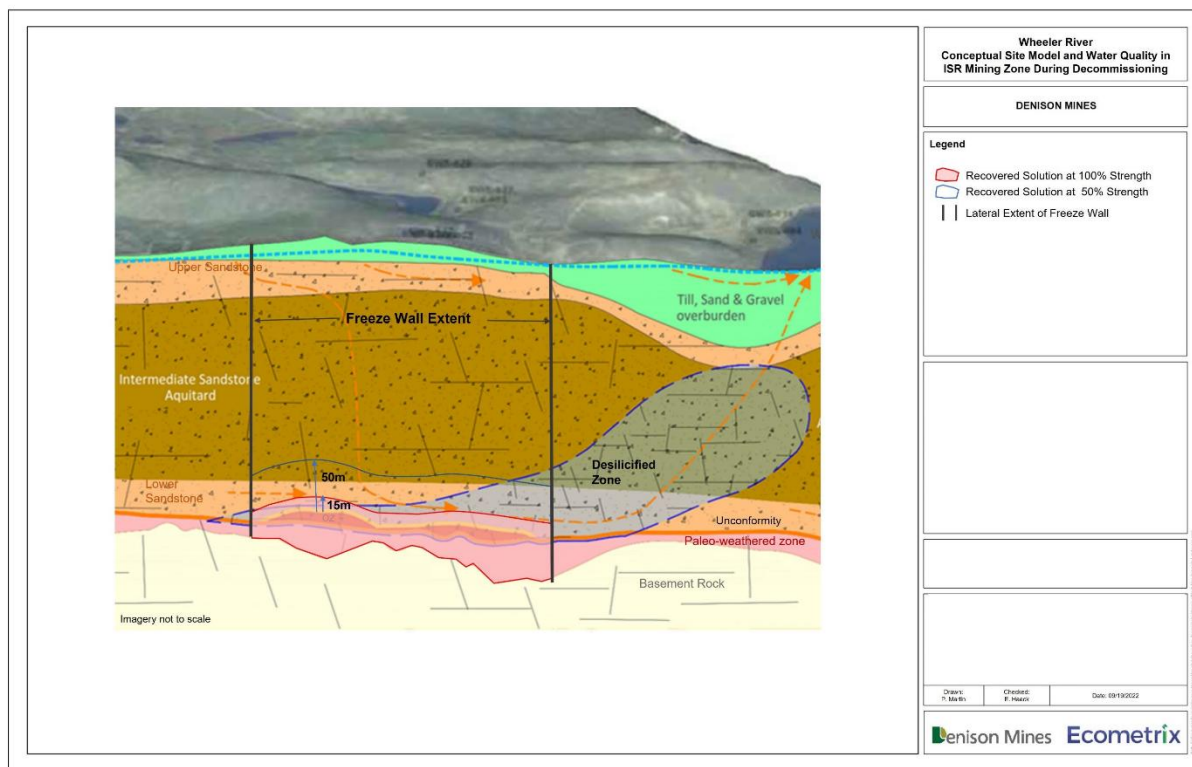 Wheeler River
Conceptual Site Model and Water Quality in
ISR Mining Zone During Decommissioning
DENISON MINES
Legend
Recovered Solution at 100% Strength
Recovered Solution at 50% Strength
Lateral Extent of Freeze Wall
Upper Sandstone
Till, Sand & Gravel
overburden
Freeze Wall Extent
Intermediate Sandstone
Aquitard
50m
Desilicified
Zone
Lower
Sandstone
15m
Unconformity
Paleo-weathered zone
Basement Rock
Imagery not to scale
Drawn:
P. Martin
Checked:
Date: 09/19/2022
Denison Mines
Ecometrix